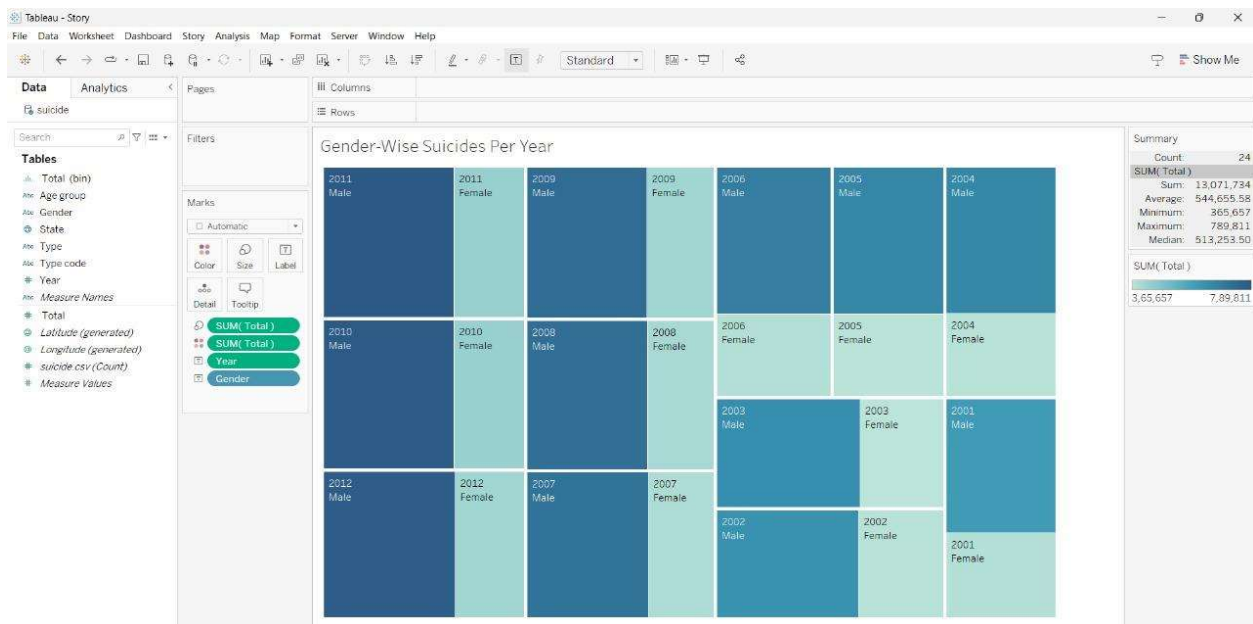 Tableau - Story
File Data Worksheet Dashboard Story Analysis Map Format Server Window Help
Standard
Show Me
Data Analytics
suicide
Search
Tables
Total (bin)
Abc Age group
Abc Gender
State
Abc Type
Abc Type code
# Year
Abc Measure Names
# Total
Latitude (generated)
Longitude (generated)
# suicide csv (Count)
# Measure Values
Pages
Filters
Marks
Automatic
Color Size Label
Detail Tooltip
SUM( Total )
SUM( Total )
Year
Gender
Columns
Rows
Gender-Wise Suicides Per Year
2011
Male
2011
Female
2009
Male
2009
Female
2006
Male
2005
Male
2004
Male
2010
Male
2010
Female
2008
Male
2008
Female
2006
Female
2005
Female
2004
Female
2003
Male
2003
Female
2001
Male
2012
Male
2012
Female
2007
Male
2007
Female
2002
Male
2002
Female
2001
Female
Summary
Count: 24
SUM( Total )
Sum: 13,071,734
Average: 544,655.58
Minimum: 365,657
Maximum: 789,811
Median: 513,253.50
SUM( Total )
3,65,657 7,89,811